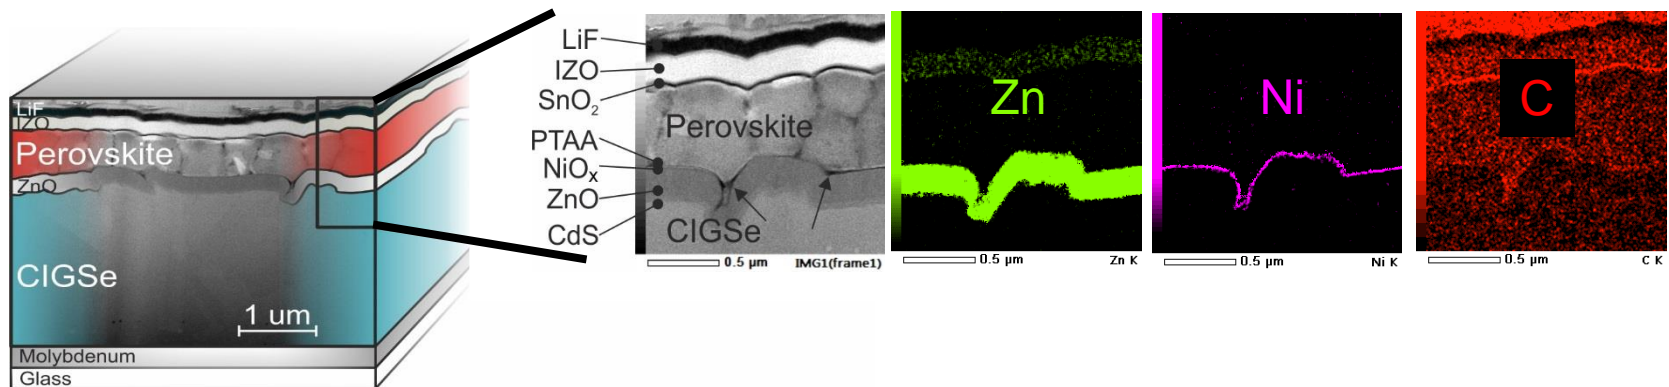 LiF
IZO
Perovskite
ZnO
CIGSe
1 um
Molybdenum
Glass
LiF
IZO
SnO₂
PTAA
NiOₓ
ZnO
CdS
Perovskite
CIGSe
0.5 μm
IMG1(frame1)
Zn
0.5 μm
Zn K
Ni
0.5 μm
Ni K
C
0.5 μm
C K